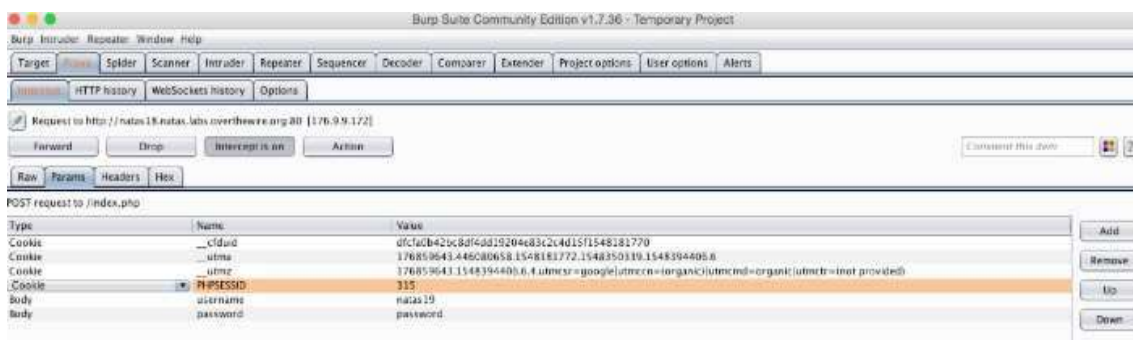 Burp Suite Community Edition v1.7.36 - Temporary Project
Burp Intruder Repeater Window Help
Target Proxy Spider Scanner Intruder Repeater Sequencer Decoder Comparer Extender Project options User options Alerts
Intercept HTTP history WebSockets history Options
Request to http://natas18.natas.labs.overthewire.org:80 [176.9.9.172]
Forward Drop Intercept is on Action Comment this item
Raw Params Headers Hex
POST request to /index.php
Type Name Value
Cookie __cfduid
Cookie __utma 176859643.446080658.1548181772.1548350339.1548394406.6
Cookie __utmz 176859643.1548394406.6.4.utmcsr=google|utmccn=(organic)|utmcmd=organic|utmctr=(not provided)
Cookie PHPSESSID 315
Body username natas19
Body password password
Add
Remove
Up
Down